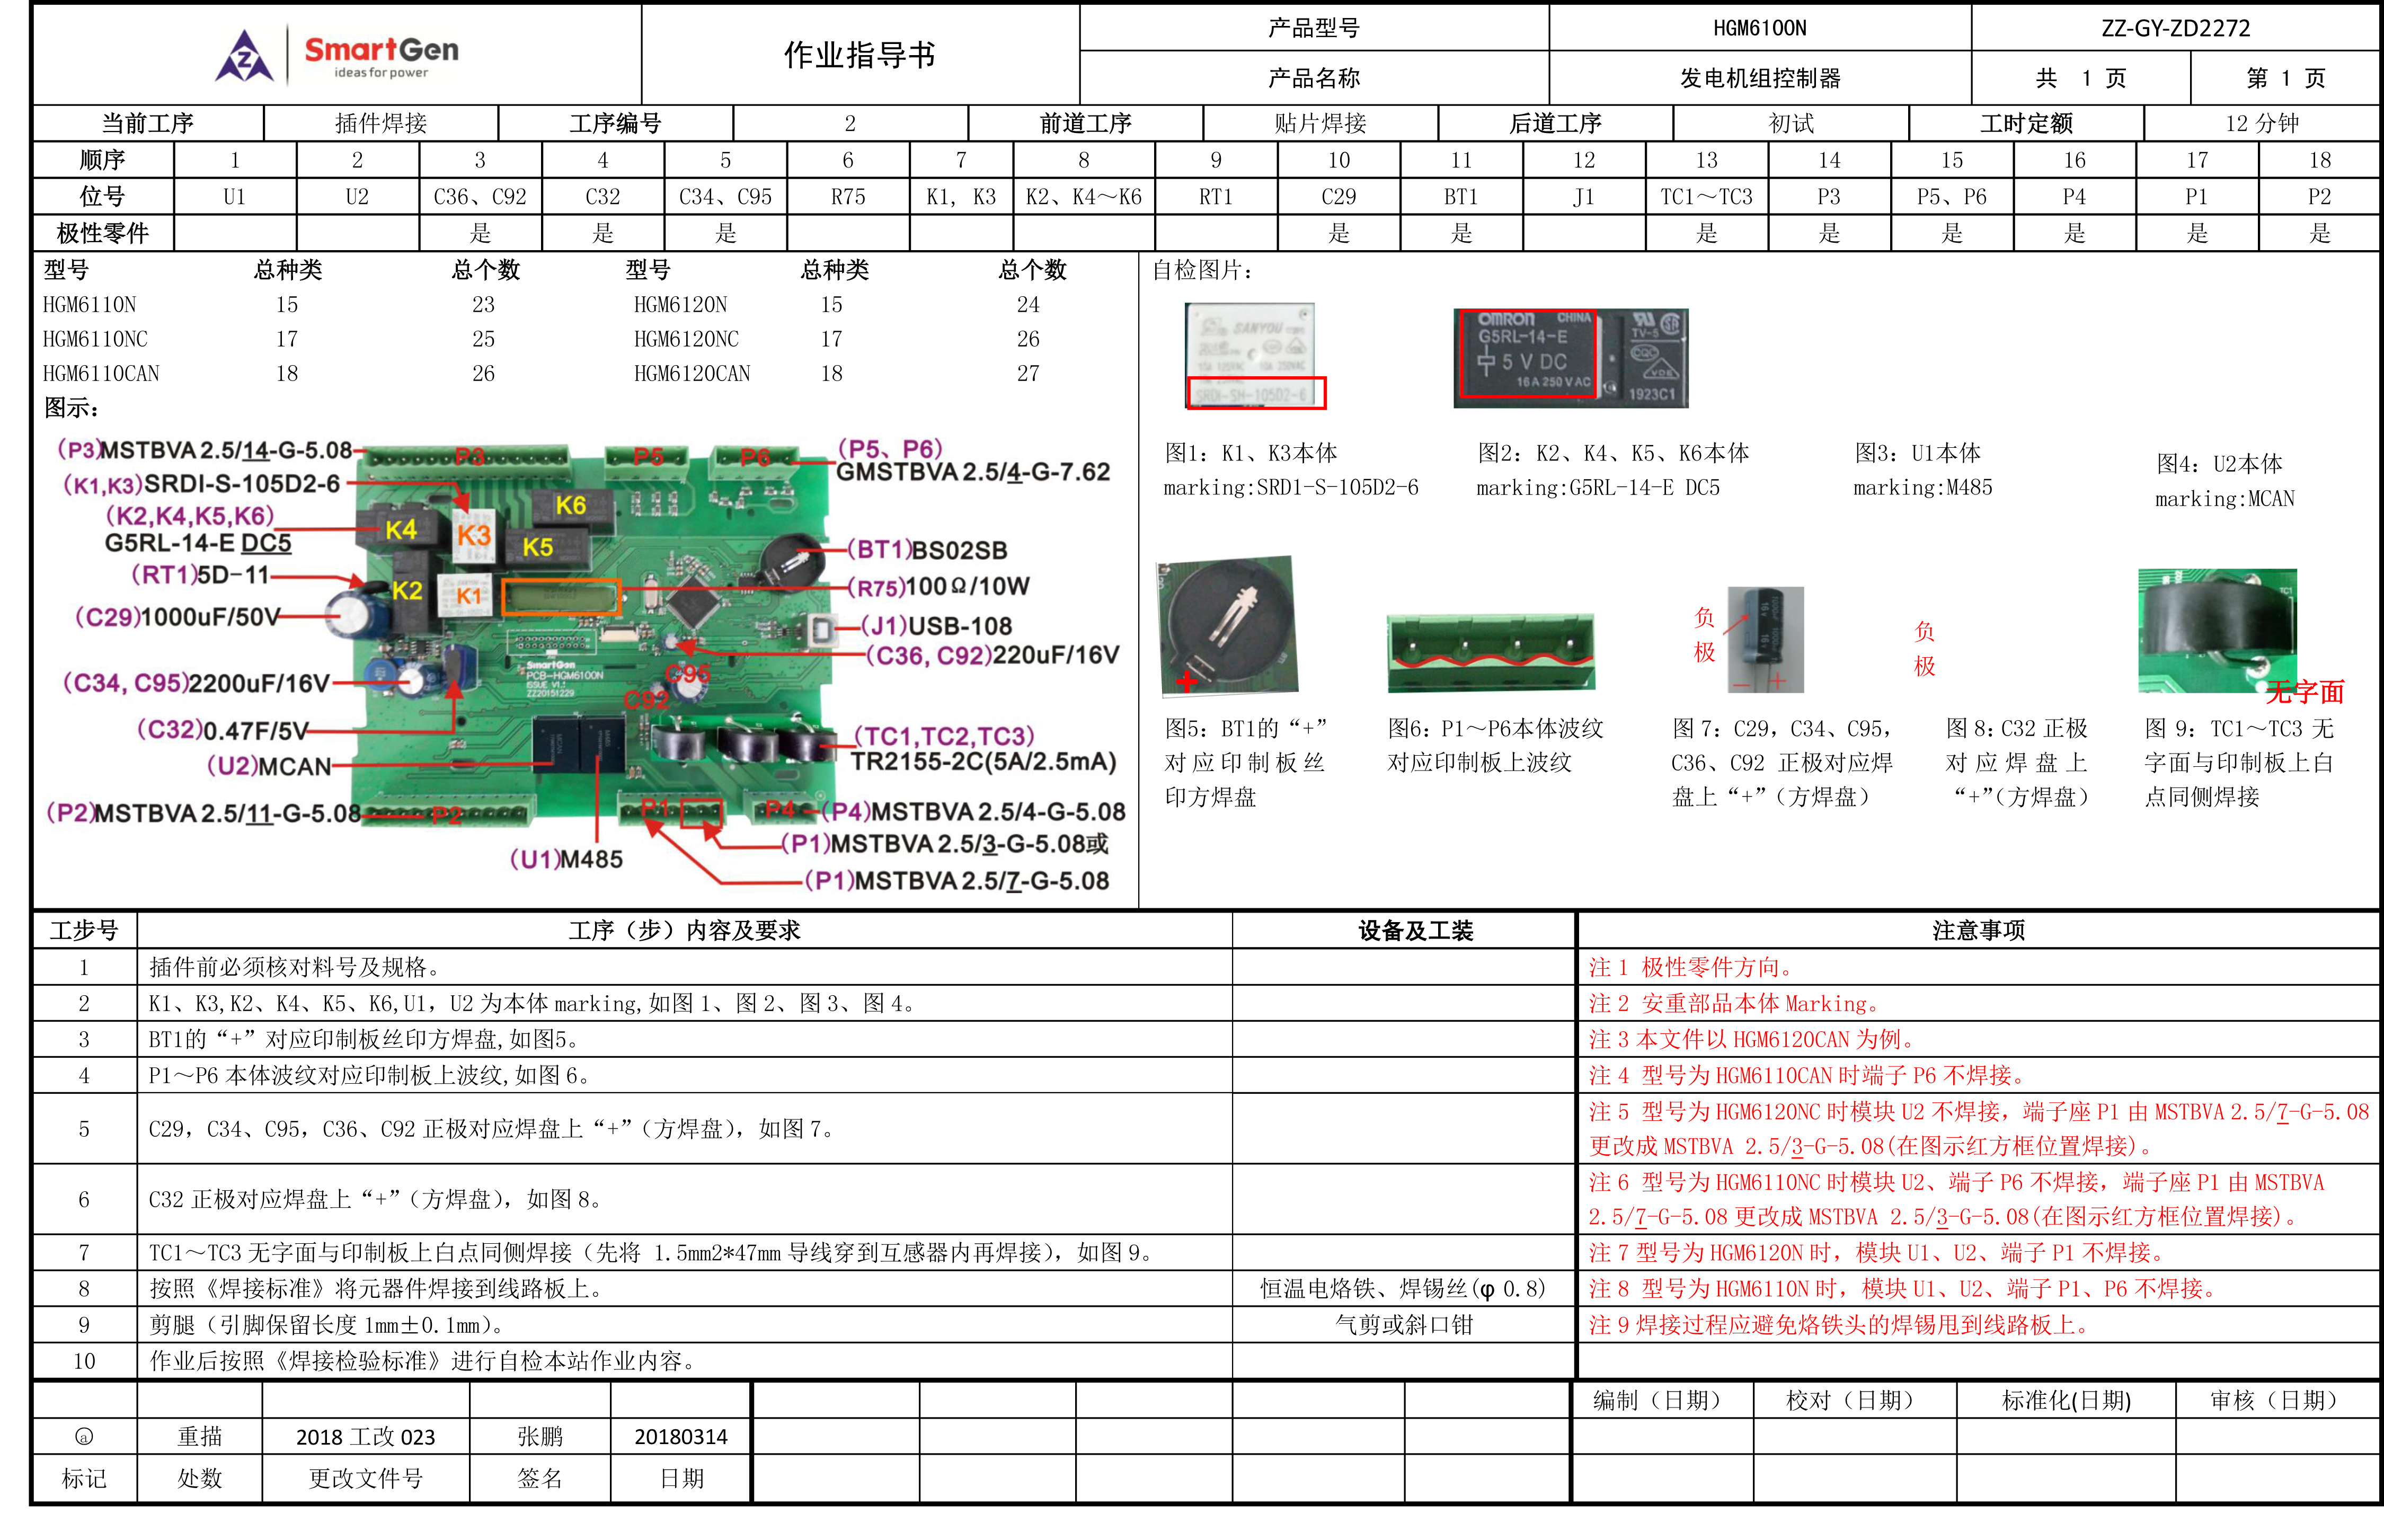 SmartGen
ideas for power
作业指导书
产品型号 HGM6100N ZZ-GY-ZD2272
产品名称 发电机组控制器 共 1 页 第 1 页
当前工序 插件焊接 工序编号 2 前道工序 贴片焊接 后道工序 初试 工时定额 12 分钟
顺序 1 2 3 4 5 6 7 8 9 10 11 12 13 14 15 16 17 18
位号 U1 U2 C36、C92 C32 C34、C95 R75 K1, K3 K2、K4～K6 RT1 C29 BT1 J1 TC1～TC3 P3 P5、P6 P4 P1 P2
极性零件 是 是 是 是 是 是 是 是 是 是 是
型号 总种类 总个数 型号 总种类 总个数
HGM6110N 15 23 HGM6120N 15 24
HGM6110NC 17 25 HGM6120NC 17 26
HGM6110CAN 18 26 HGM6120CAN 18 27
图示：
(P3)MSTBVA 2.5/14-G-5.08
(K1,K3)SRDI-S-105D2-6
(K2,K4,K5,K6)
G5RL-14-E DC5
(RT1)5D-11
(C29)1000uF/50V
(C34, C95)2200uF/16V
(C32)0.47F/5V
(U2)MCAN
(P2)MSTBVA 2.5/11-G-5.08
(U1)M485
P3
P5
P6
K6
K4
K3
K5
K2
K1
C95
C92
SmartGen
PCB-HGM6100N
ISSUE V1.1
ZZ20151229
P2
P1
P4
(P5、P6)
GMSTBVA 2.5/4-G-7.62
(BT1)BS02SB
(R75)100Ω/10W
(J1)USB-108
(C36, C92)220uF/16V
(TC1,TC2,TC3)
TR2155-2C(5A/2.5mA)
(P4)MSTBVA 2.5/4-G-5.08
(P1)MSTBVA 2.5/3-G-5.08或
(P1)MSTBVA 2.5/7-G-5.08
自检图片：
SANYOU
SRDI-SH-105D2-6
OMRON CHINA
G5RL-14-E
5 V DC
16 A 250 V AC
TV-5
CQC
VDE
1923C1
图1: K1、K3本体
marking:SRD1-S-105D2-6
图2: K2、K4、K5、K6本体
marking:G5RL-14-E DC5
图3: U1本体
marking:M485
图4: U2本体
marking:MCAN
+
负
极
－ +
负
极
TC1
无字面
图5: BT1的“+”
对应印制板丝
印方焊盘
图6: P1～P6本体波纹
对应印制板上波纹
图 7: C29, C34、C95,
C36、C92 正极对应焊
盘上“+”（方焊盘）
图 8: C32 正极
对应焊盘上
“+”（方焊盘）
图 9: TC1～TC3 无
字面与印制板上白
点同侧焊接
工步号 工序（步）内容及要求 设备及工装 注意事项
1 插件前必须核对料号及规格。 注 1 极性零件方向。
2 K1、K3,K2、K4、K5、K6,U1, U2 为本体 marking,如图 1、图 2、图 3、图 4。 注 2 安重部品本体 Marking。
3 BT1的“+”对应印制板丝印方焊盘,如图5。 注 3 本文件以 HGM6120CAN 为例。
4 P1～P6 本体波纹对应印制板上波纹,如图 6。 注 4 型号为 HGM6110CAN 时端子 P6 不焊接。
5 C29, C34、C95, C36、C92 正极对应焊盘上“+”（方焊盘），如图 7。 注 5 型号为 HGM6120NC 时模块 U2 不焊接，端子座 P1 由 MSTBVA 2.5/7-G-5.08
更改成 MSTBVA 2.5/3-G-5.08(在图示红方框位置焊接)。
6 C32 正极对应焊盘上“+”（方焊盘），如图 8。 注 6 型号为 HGM6110NC 时模块 U2、端子 P6 不焊接，端子座 P1 由 MSTBVA
2.5/7-G-5.08 更改成 MSTBVA 2.5/3-G-5.08(在图示红方框位置焊接)。
7 TC1～TC3 无字面与印制板上白点同侧焊接（先将 1.5mm2*47mm 导线穿到互感器内再焊接），如图 9。 注 7 型号为 HGM6120N 时，模块 U1、U2、端子 P1 不焊接。
8 按照《焊接标准》将元器件焊接到线路板上。 恒温电烙铁、焊锡丝(φ 0.8) 注 8 型号为 HGM6110N 时，模块 U1、U2、端子 P1、P6 不焊接。
9 剪腿（引脚保留长度 1mm±0.1mm）。 气剪或斜口钳 注 9 焊接过程应避免烙铁头的焊锡甩到线路板上。
10 作业后按照《焊接检验标准》进行自检本站作业内容。
编制（日期） 校对（日期） 标准化(日期) 审核（日期）
ⓐ 重描 2018 工改 023 张鹏 20180314
标记 处数 更改文件号 签名 日期